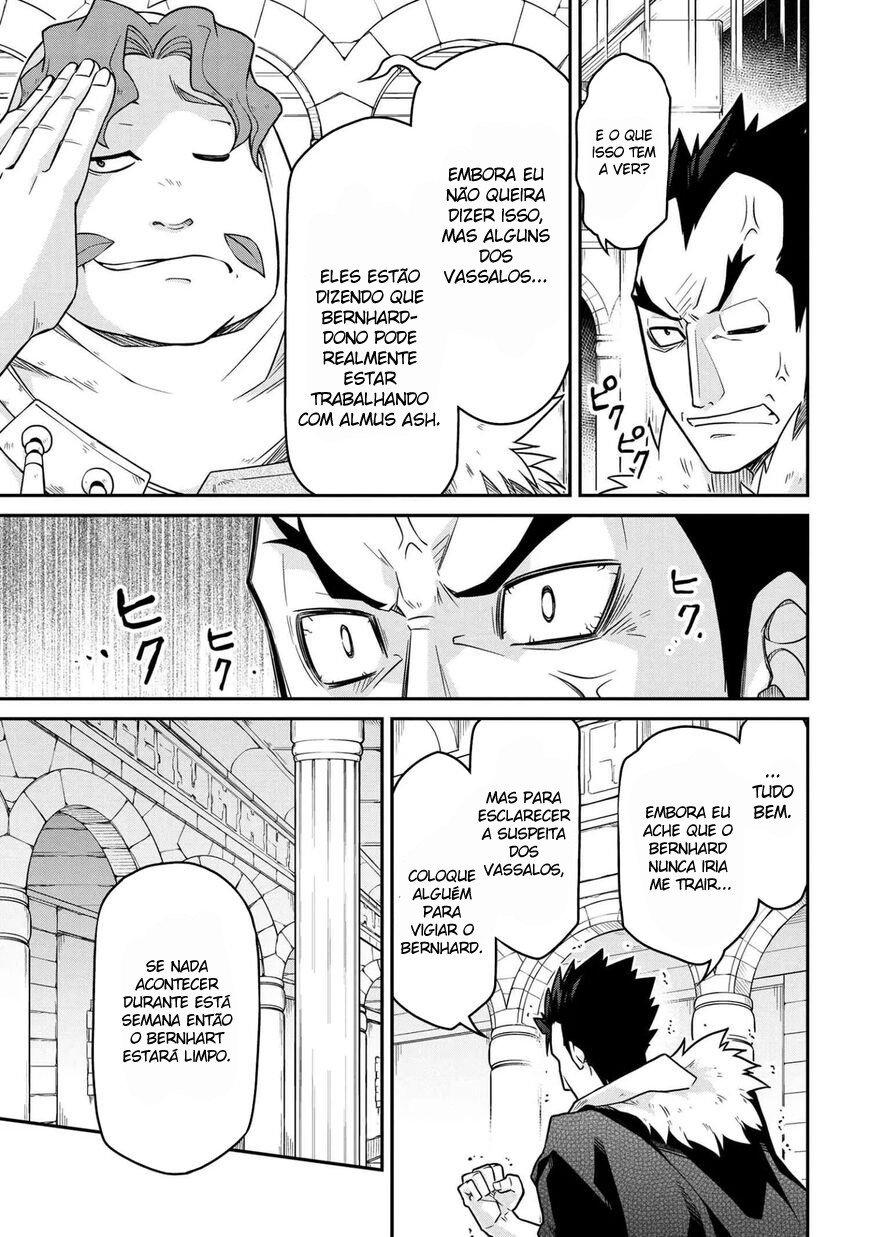 E O QUE
ISSO TEM
A VER?
ピク
ピク
EMBORA EU
NÃO QUEIRA
DIZER ISSO,
MAS ALGUNS
DOS
VASSALOS...
ELES ESTÃO
DIZENDO QUE
BERNHARD-
DONO PODE
REALMENTE
ESTAR
TRABALHANDO
COM ALMUS ASH.
ヒク
ヒク
...
TUDO
BEM.
EMBORA EU
ACHE QUE O
BERNHARD
NUNCA IRIA
ME TRAIR...
MAS PARA
ESCLARECER
A SUSPEITA
DOS
VASSALOS,
COLOQUE
ALGUÉM
PARA
VIGIAR O
BERNHARD.
SE NADA
ACONTECER
DURANTE ESTÁ
SEMANA ENTÃO
O BERNHART
ESTARÁ LIMPO.